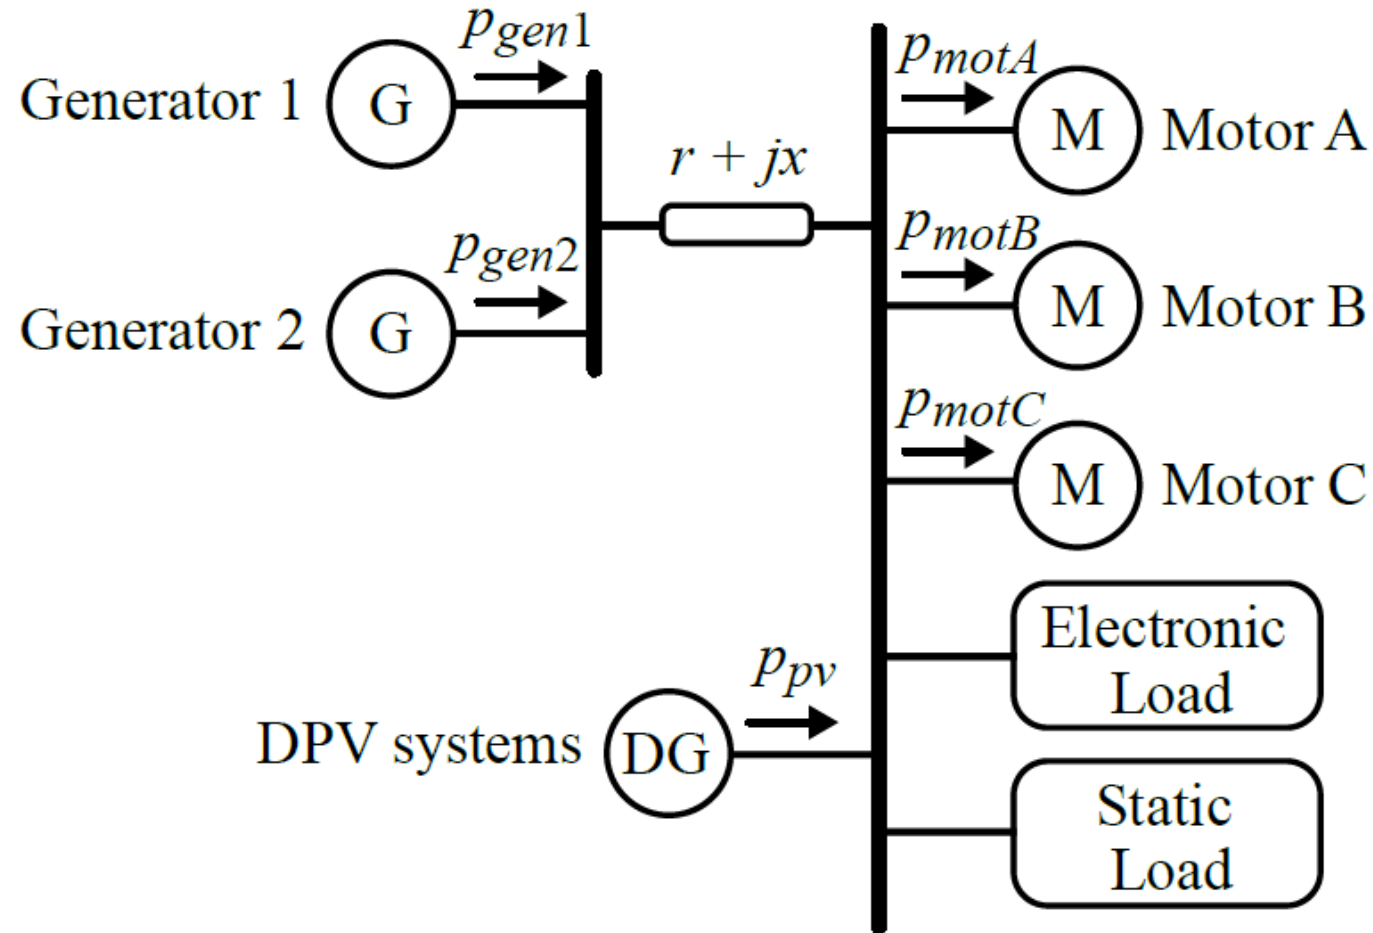 p_gen1
Generator 1
G
r + jx
p_gen2
Generator 2
G
p_motA
M
Motor A
p_motB
M
Motor B
p_motC
M
Motor C
Electronic
Load
p_pv
DPV systems
DG
Static
Load